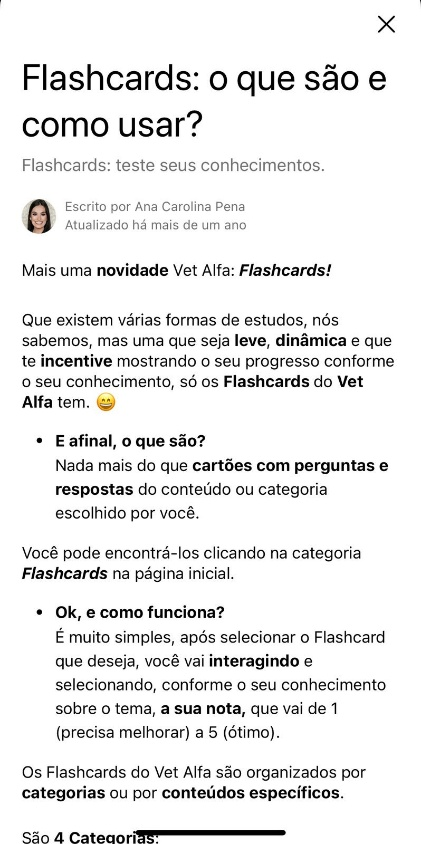 Flashcards: o que são e
como usar?
Flashcards: teste seus conhecimentos.
Escrito por Ana Carolina Pena
Atualizado há mais de um ano
Mais uma novidade Vet Alfa: Flashcards!
Que existem várias formas de estudos, nós
sabemos, mas uma que seja leve, dinâmica e que
te incentive mostrando o seu progresso conforme
o seu conhecimento, só os Flashcards do Vet
Alfa tem. 😄
• E afinal, o que são?
Nada mais do que cartões com perguntas e
respostas do conteúdo ou categoria
escolhido por você.
Você pode encontrá-los clicando na categoria
Flashcards na página inicial.
• Ok, e como funciona?
É muito simples, após selecionar o Flashcard
que deseja, você vai interagindo e
selecionando, conforme o seu conhecimento
sobre o tema, a sua nota, que vai de 1
(precisa melhorar) a 5 (ótimo).
Os Flashcards do Vet Alfa são organizados por
categorias ou por conteúdos específicos.
São 4 Categorias: